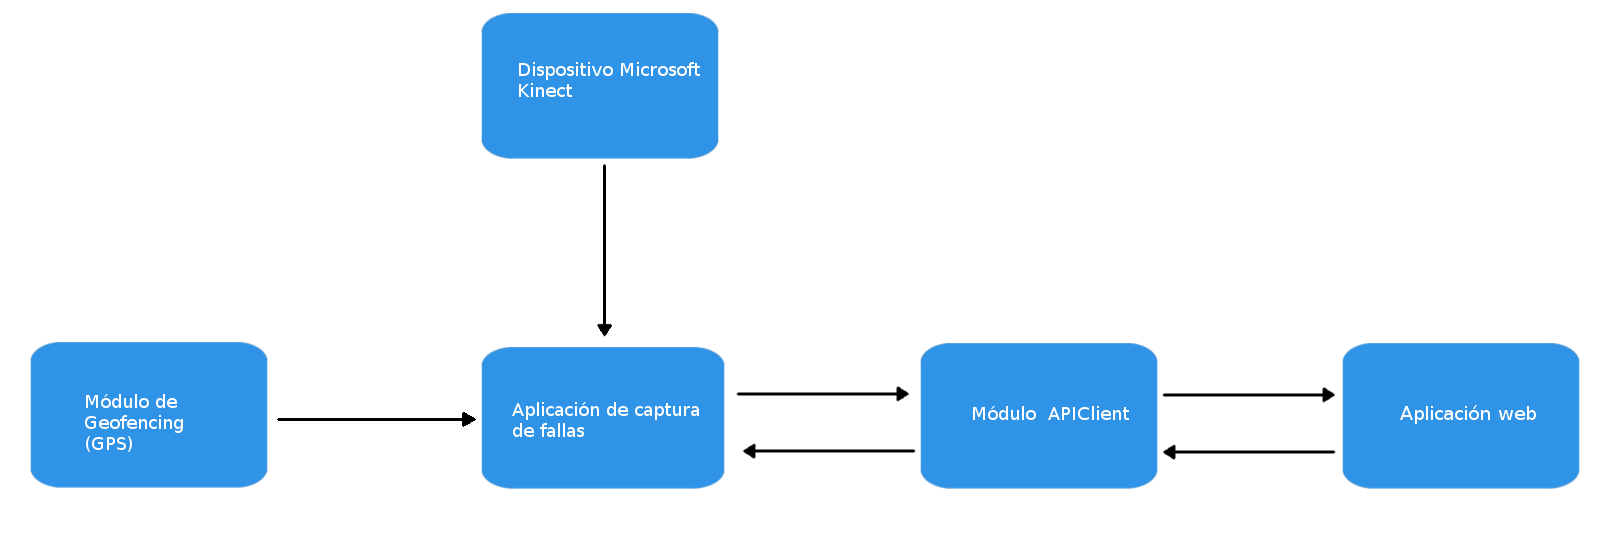 Dispositivo Microsoft
Kinect
Módulo de
Geofencing
(GPS)
Aplicación de captura
de fallas
Módulo  APIClient
Aplicación web